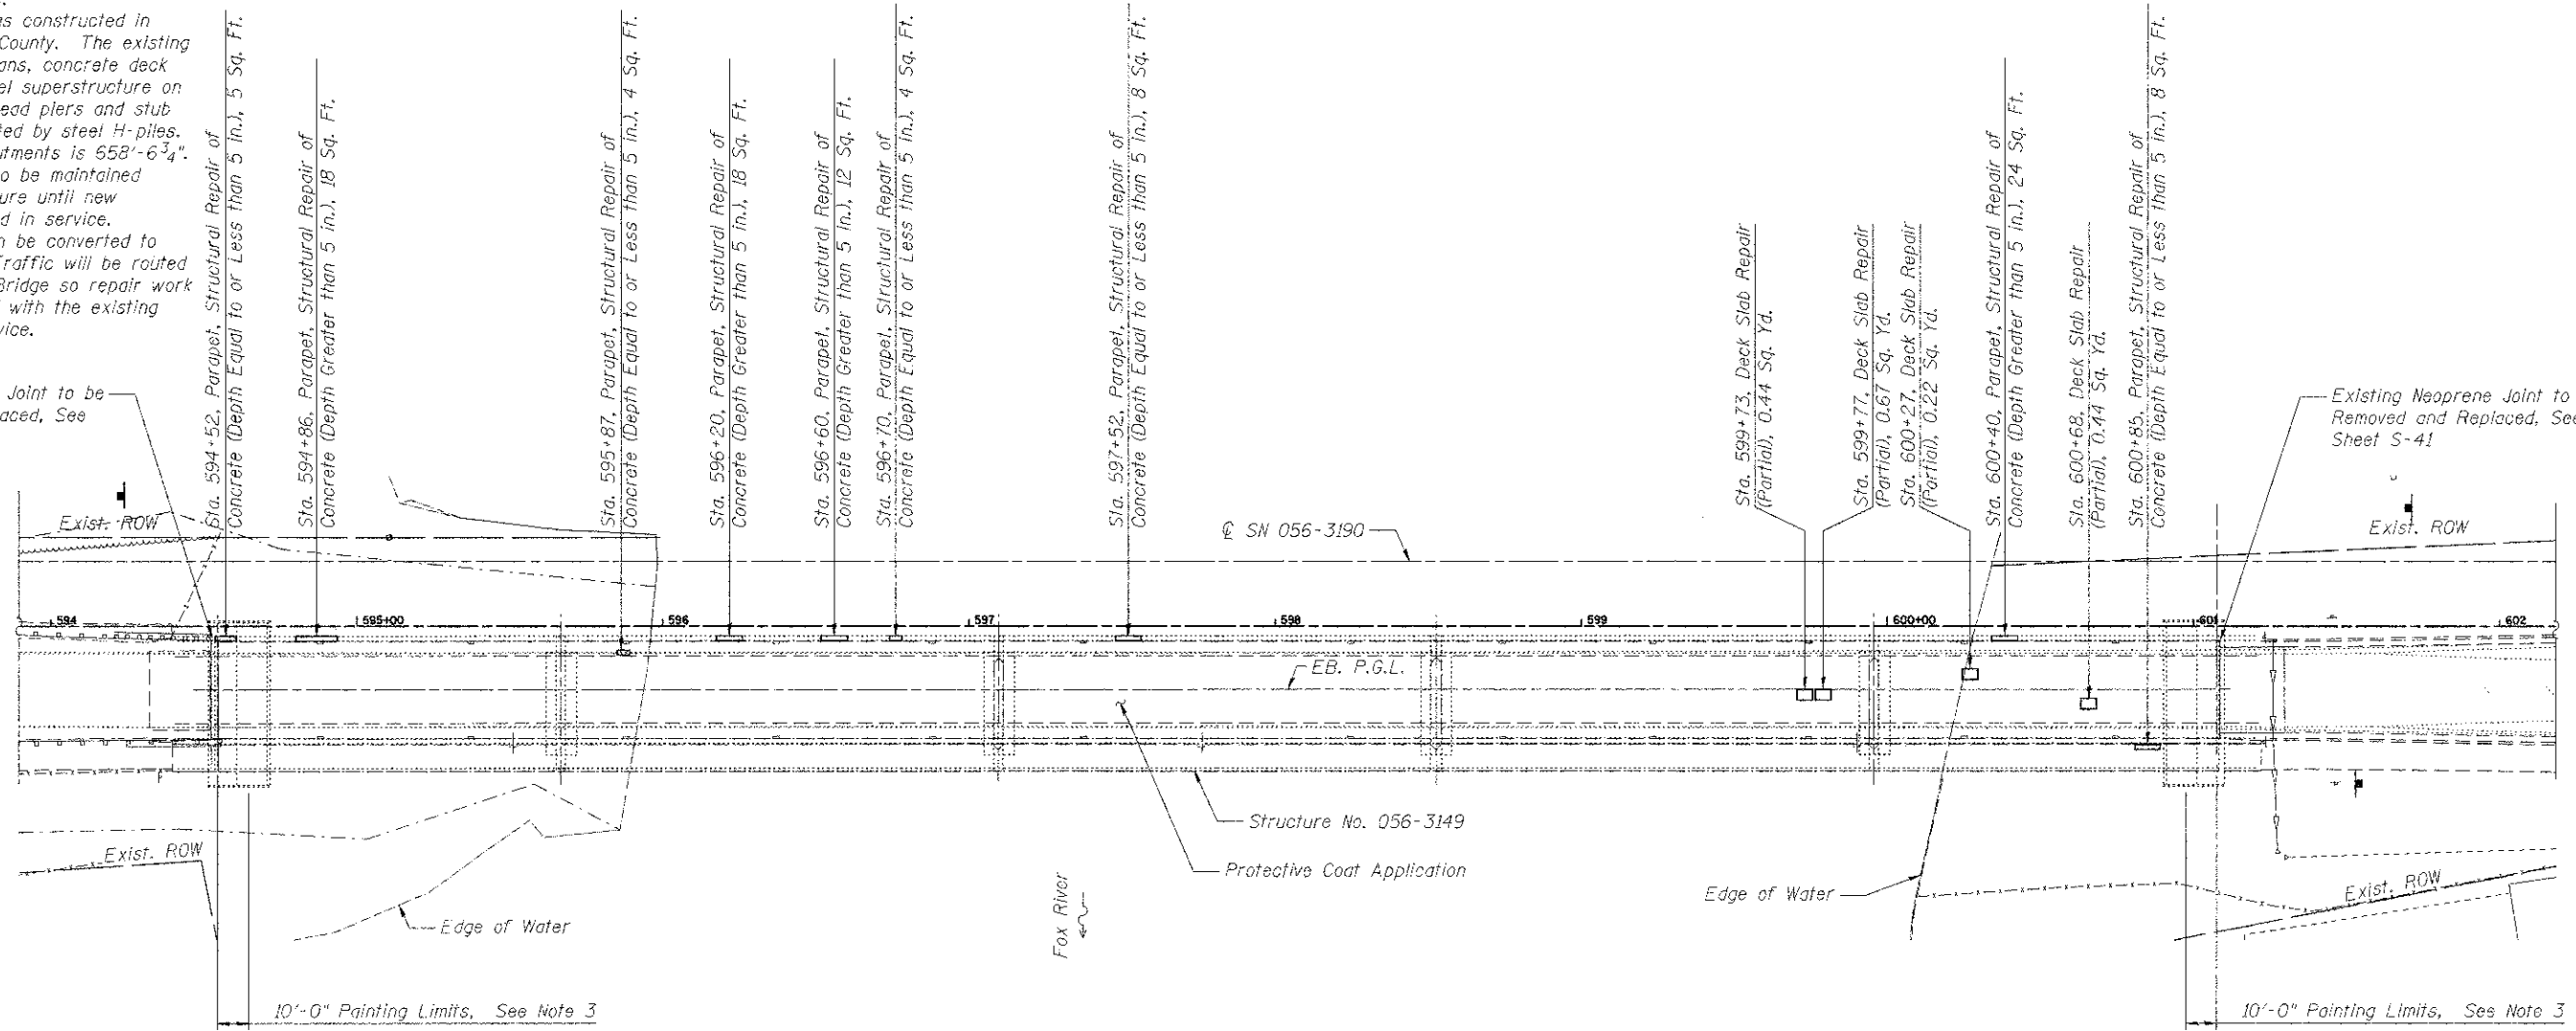 as constructed in
County. The existing
ans, concrete deck
el superstructure on
ead piers and stub
ted by steel H-piles.
utments is 658'-6 3/4".
o be maintained
ure until new
d in service.
n be converted to
Traffic will be routed
Bridge so repair work
with the existing
vice.
Joint to be
laced, See
Sta. 594+52, Parapet, Structural Repair of
Concrete (Depth Equal to or Less than 5 in.), 5 Sq. Ft.
Sta. 594+86, Parapet, Structural Repair of
Concrete (Depth Greater than 5 in.), 18 Sq. Ft.
Sta. 595+87, Parapet, Structural Repair of
Concrete (Depth Equal to or Less than 5 in.), 4 Sq. Ft.
Sta. 596+20, Parapet, Structural Repair of
Concrete (Depth Greater than 5 in.), 18 Sq. Ft.
Sta. 596+60, Parapet, Structural Repair of
Concrete (Depth Greater than 5 in.), 12 Sq. Ft.
Sta. 596+70, Parapet, Structural Repair of
Concrete (Depth Equal to or Less than 5 in.), 4 Sq. Ft.
Sta. 597+52, Parapet, Structural Repair of
Concrete (Depth Equal to or Less than 5 in.), 8 Sq. Ft.
Sta. 599+73, Deck Slab Repair
(Partial), 0.44 Sq. Yd.
Sta. 599+77, Deck Slab Repair
(Partial), 0.67 Sq. Yd.
Sta. 600+27, Deck Slab Repair
(Partial), 0.22 Sq. Yd.
Sta. 600+40, Parapet, Structural Repair of
Concrete (Depth Greater than 5 in.), 24 Sq. Ft.
Sta. 600+68, Deck Slab Repair
(Partial), 0.44 Sq. Yd.
Sta. 600+85, Parapet, Structural Repair of
Concrete (Depth Equal to or Less than 5 in.), 8 Sq. Ft.
Existing Neoprene Joint to
Removed and Replaced, See
Sheet S-41
Exist. ROW
℄ SN 056-3190
Exist. ROW
594 595+00 596 597 598 599 600+00 601 602
EB. P.G.L.
Structure No. 056-3149
Protective Coat Application
Exist. ROW
Edge of Water
Fox River
Edge of Water
Exist. ROW
10'-0" Painting Limits, See Note 3
10'-0" Painting Limits, See Note 3